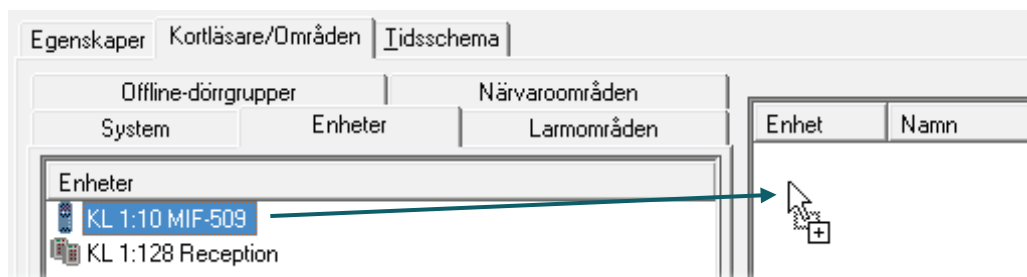 Egenskaper Kortläsare/Områden Tidsschema
Offline-dörrgrupper Närvaroområden
System Enheter Larmområden
Enhet Namn
Enheter
KL 1:10 MIF-509
KL 1:128 Reception